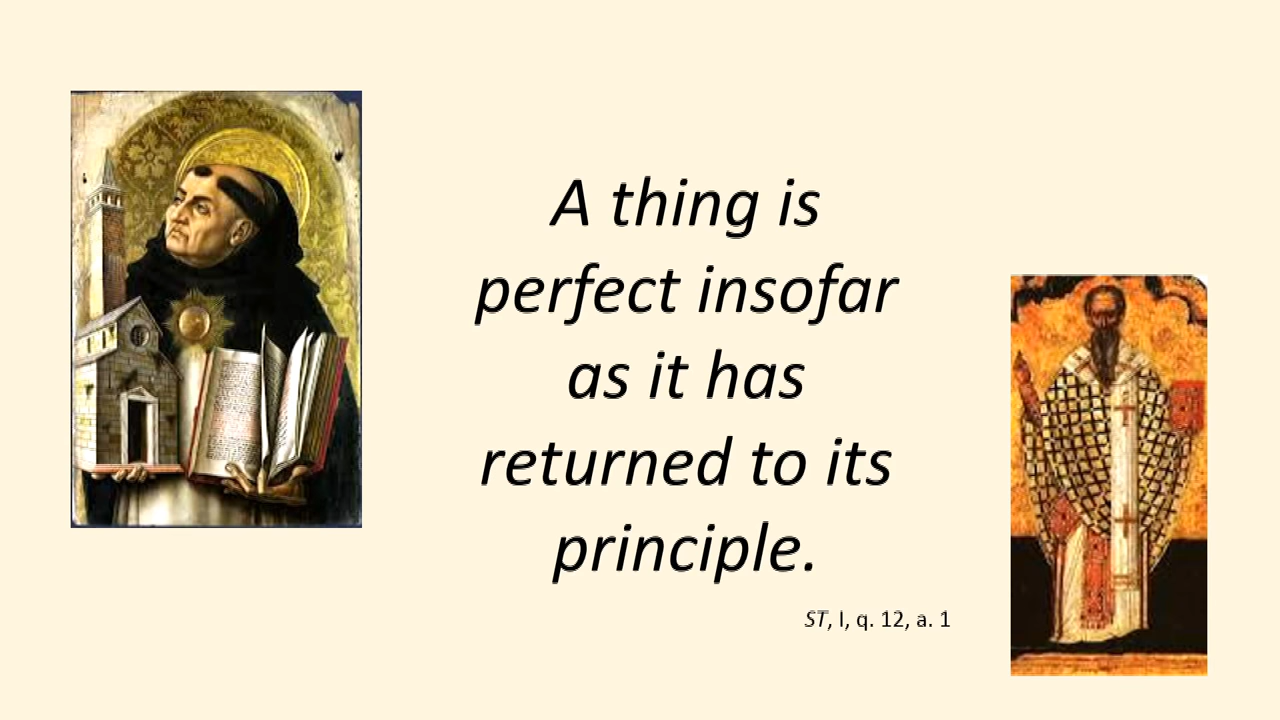 A thing is
perfect insofar
as it has
returned to its
principle.
ST, I, q. 12, a. 1